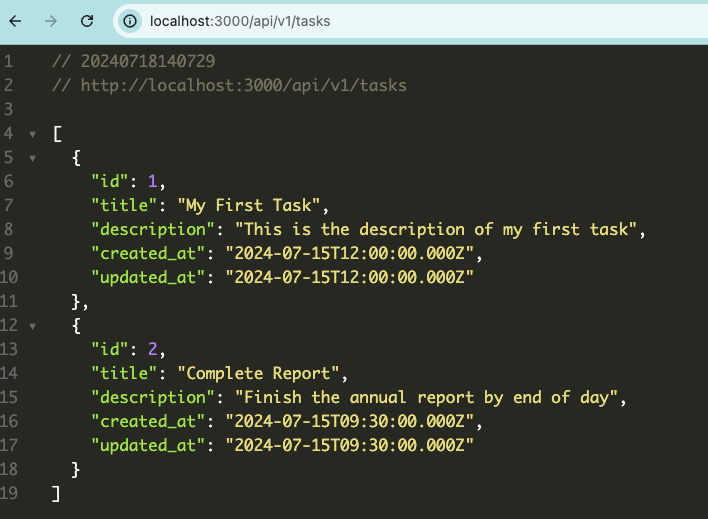 localhost:3000/api/v1/tasks
1 // 20240718140729
2 // http://localhost:3000/api/v1/tasks
3
4 [
5 {
6 "id": 1,
7 "title": "My First Task",
8 "description": "This is the description of my first task",
9 "created_at": "2024-07-15T12:00:00.000Z",
10 "updated_at": "2024-07-15T12:00:00.000Z"
11 },
12 {
13 "id": 2,
14 "title": "Complete Report",
15 "description": "Finish the annual report by end of day",
16 "created_at": "2024-07-15T09:30:00.000Z",
17 "updated_at": "2024-07-15T09:30:00.000Z"
18 }
19 ]